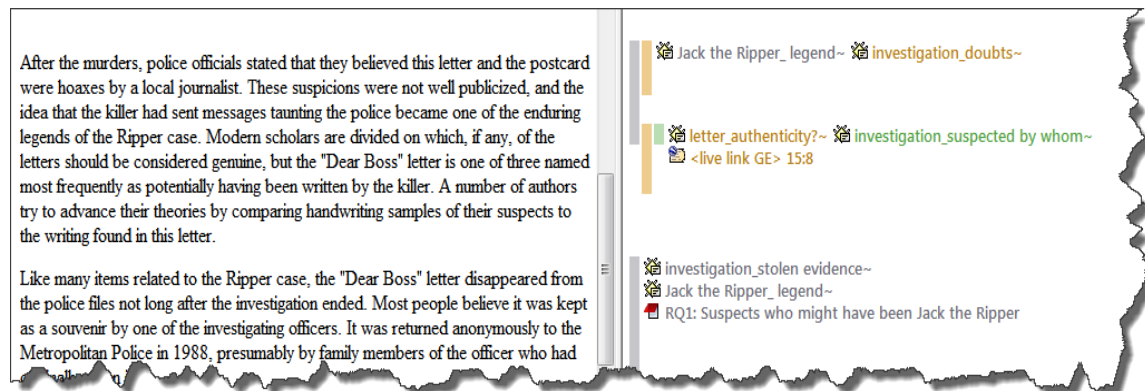 After the murders, police officials stated that they believed this letter and the postcard
were hoaxes by a local journalist. These suspicions were not well publicized, and the
idea that the killer had sent messages taunting the police became one of the enduring
legends of the Ripper case. Modern scholars are divided on which, if any, of the
letters should be considered genuine, but the "Dear Boss" letter is one of three named
most frequently as potentially having been written by the killer. A number of authors
try to advance their theories by comparing handwriting samples of their suspects to
the writing found in this letter.
Like many items related to the Ripper case, the "Dear Boss" letter disappeared from
the police files not long after the investigation ended. Most people believe it was kept
as a souvenir by one of the investigating officers. It was returned anonymously to the
Metropolitan Police in 1988, presumably by family members of the officer who had
Jack the Ripper_ legend~ investigation_doubts~
letter_authenticity?~ investigation_suspected by whom~
<live link GE> 15:8
investigation_stolen evidence~
Jack the Ripper_ legend~
RQ1: Suspects who might have been Jack the Ripper